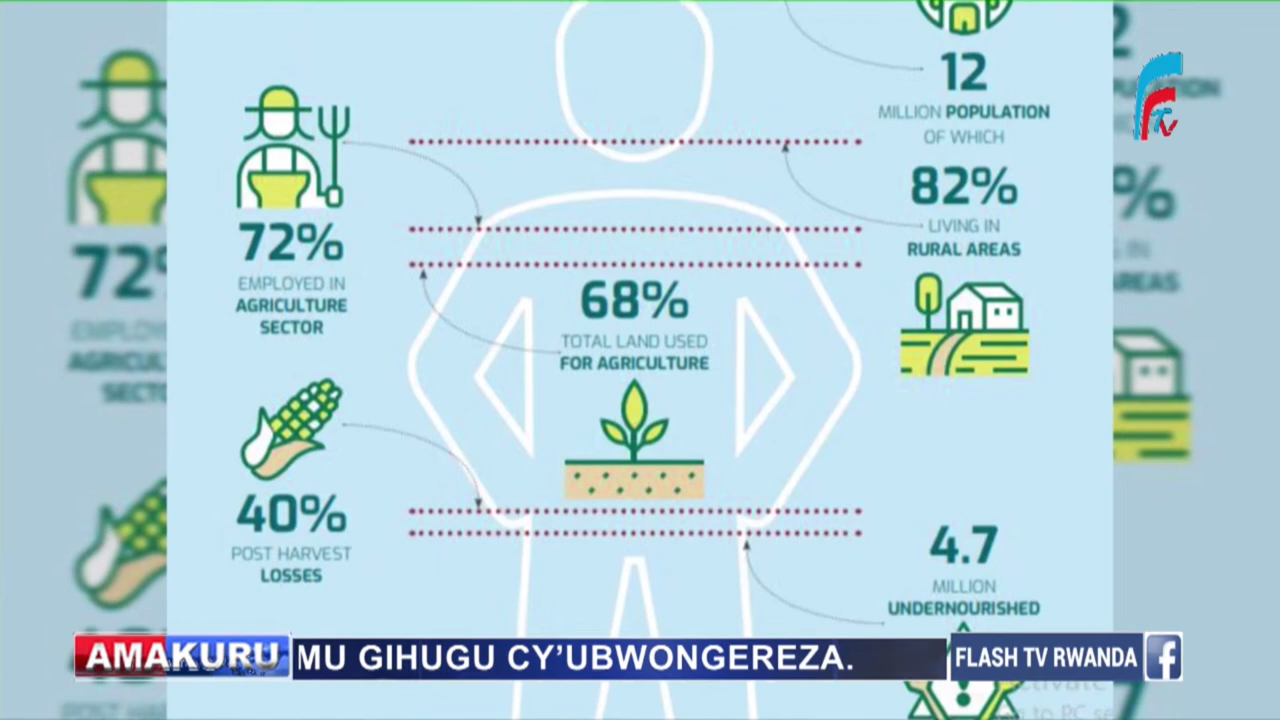 12
MILLION POPULATION
OF WHICH
82%
LIVING IN
RURAL AREAS
72%
EMPLOYED IN
AGRICULTURE
SECTOR
68%
TOTAL LAND USED
FOR AGRICULTURE
40%
POST HARVEST
LOSSES
4.7
MILLION
UNDERNOURISHED
TV
AMAKURU
MU GIHUGU CY'UBWONGEREZA.
FLASH TV RWANDA
f